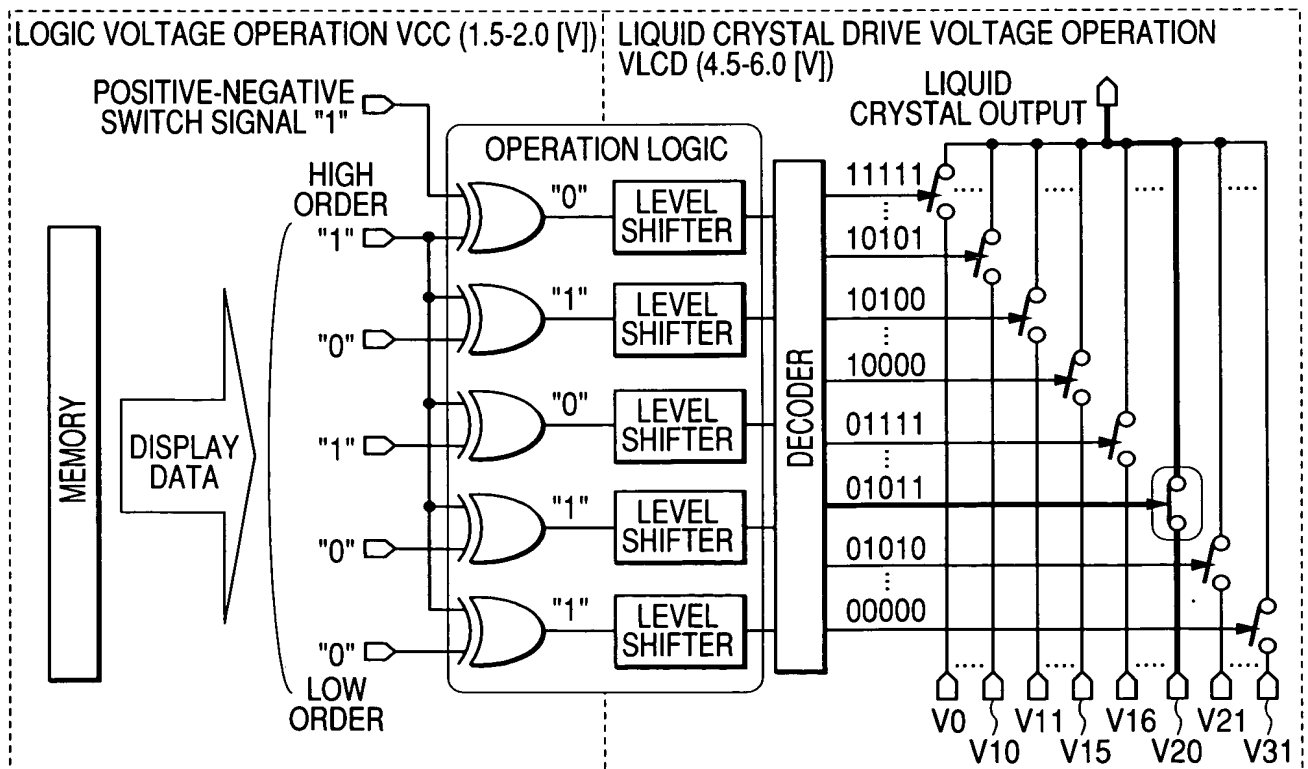 LOGIC VOLTAGE OPERATION VCC (1.5-2.0 [V])
LIQUID CRYSTAL DRIVE VOLTAGE OPERATION
VLCD (4.5-6.0 [V])
POSITIVE-NEGATIVE
SWITCH SIGNAL "1"
LIQUID
CRYSTAL OUTPUT
OPERATION LOGIC
HIGH
ORDER
"1"
"0"
"1"
"0"
"0"
LOW
ORDER
MEMORY
DISPLAY
DATA
"0"
LEVEL
SHIFTER
"1"
LEVEL
SHIFTER
"0"
LEVEL
SHIFTER
"1"
LEVEL
SHIFTER
"1"
LEVEL
SHIFTER
DECODER
11111
10101
10100
10000
01111
01011
01010
00000
V0
V10
V11
V15
V16
V20
V21
V31